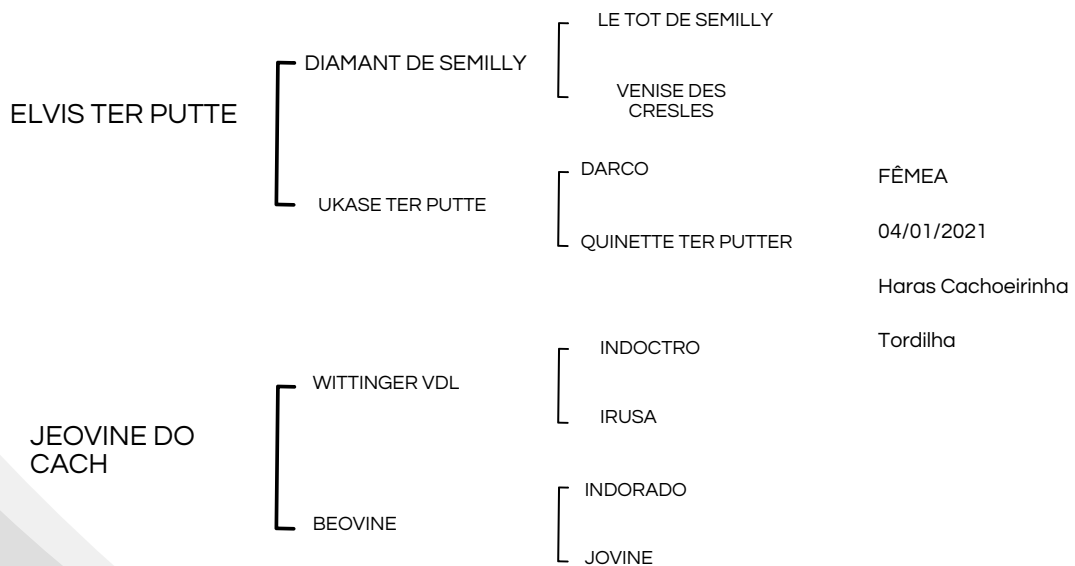 ELVIS TER PUTTE
DIAMANT DE SEMILLY
LE TOT DE SEMILLY
VENISE DES
CRESLES
UKASE TER PUTTE
DARCO
QUINETTE TER PUTTER
JEOVINE DO
CACH
WITTINGER VDL
INDOCTRO
IRUSA
BEOVINE
INDORADO
JOVINE
FÊMEA
04/01/2021
Haras Cachoeirinha
Tordilha